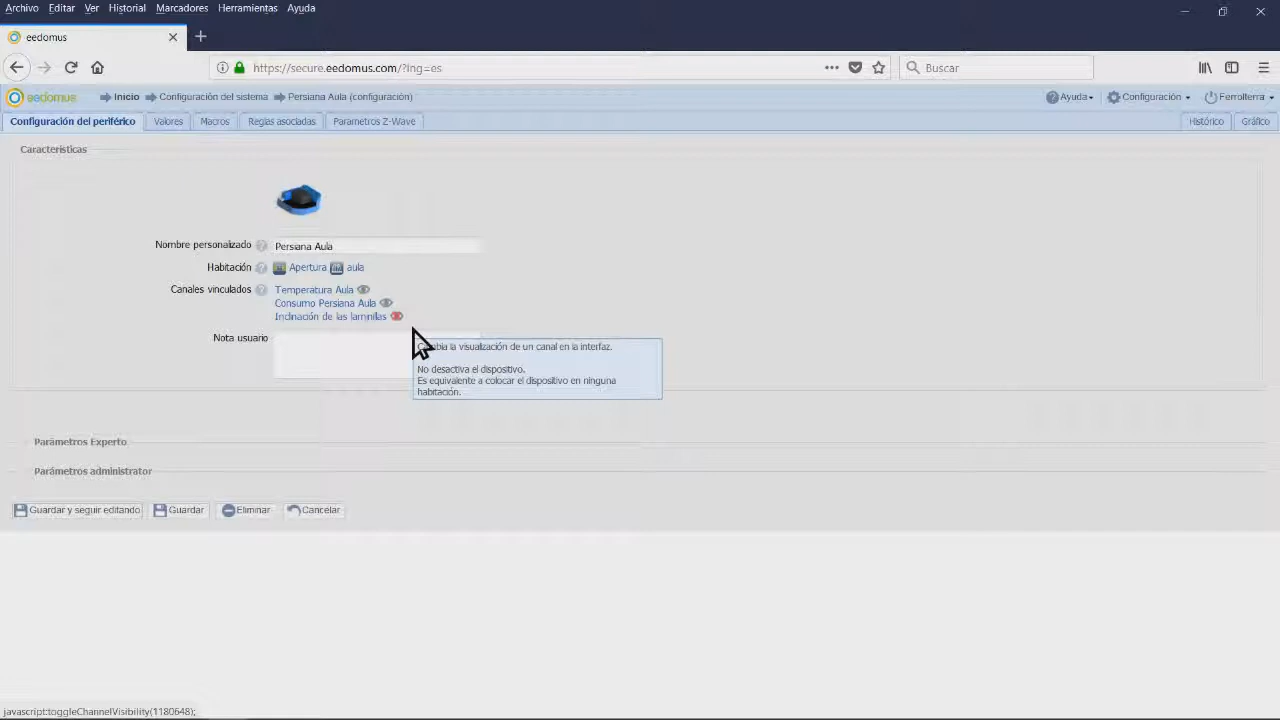 Archivo Editar Ver Historial Marcadores Herramientas Ayuda
eedomus
https://secure.eedomus.com/?lng=es
Buscar
eedomus Inicio Configuración del sistema Persiana Aula (configuración) Ayuda Configuración Ferrolterra
Configuración del periférico Valores Macros Reglas asociadas Parametros Z-Wave Histórico Gráfico
Características
Nombre personalizado Persiana Aula
Habitación Apertura aula
Canales vinculados Temperatura Aula
Consumo Persiana Aula
Inclinación de las laminillas
Nota usuario
la visualización de un canal en la interfaz.
No desactiva el dispositivo.
Es equivalente a colocar el dispositivo en ninguna
habitación.
Parámetros Experto
Parámetros administrator
Guardar y seguir editando Guardar Eliminar Cancelar
javascript:toggleChannelVisibility(1180648);